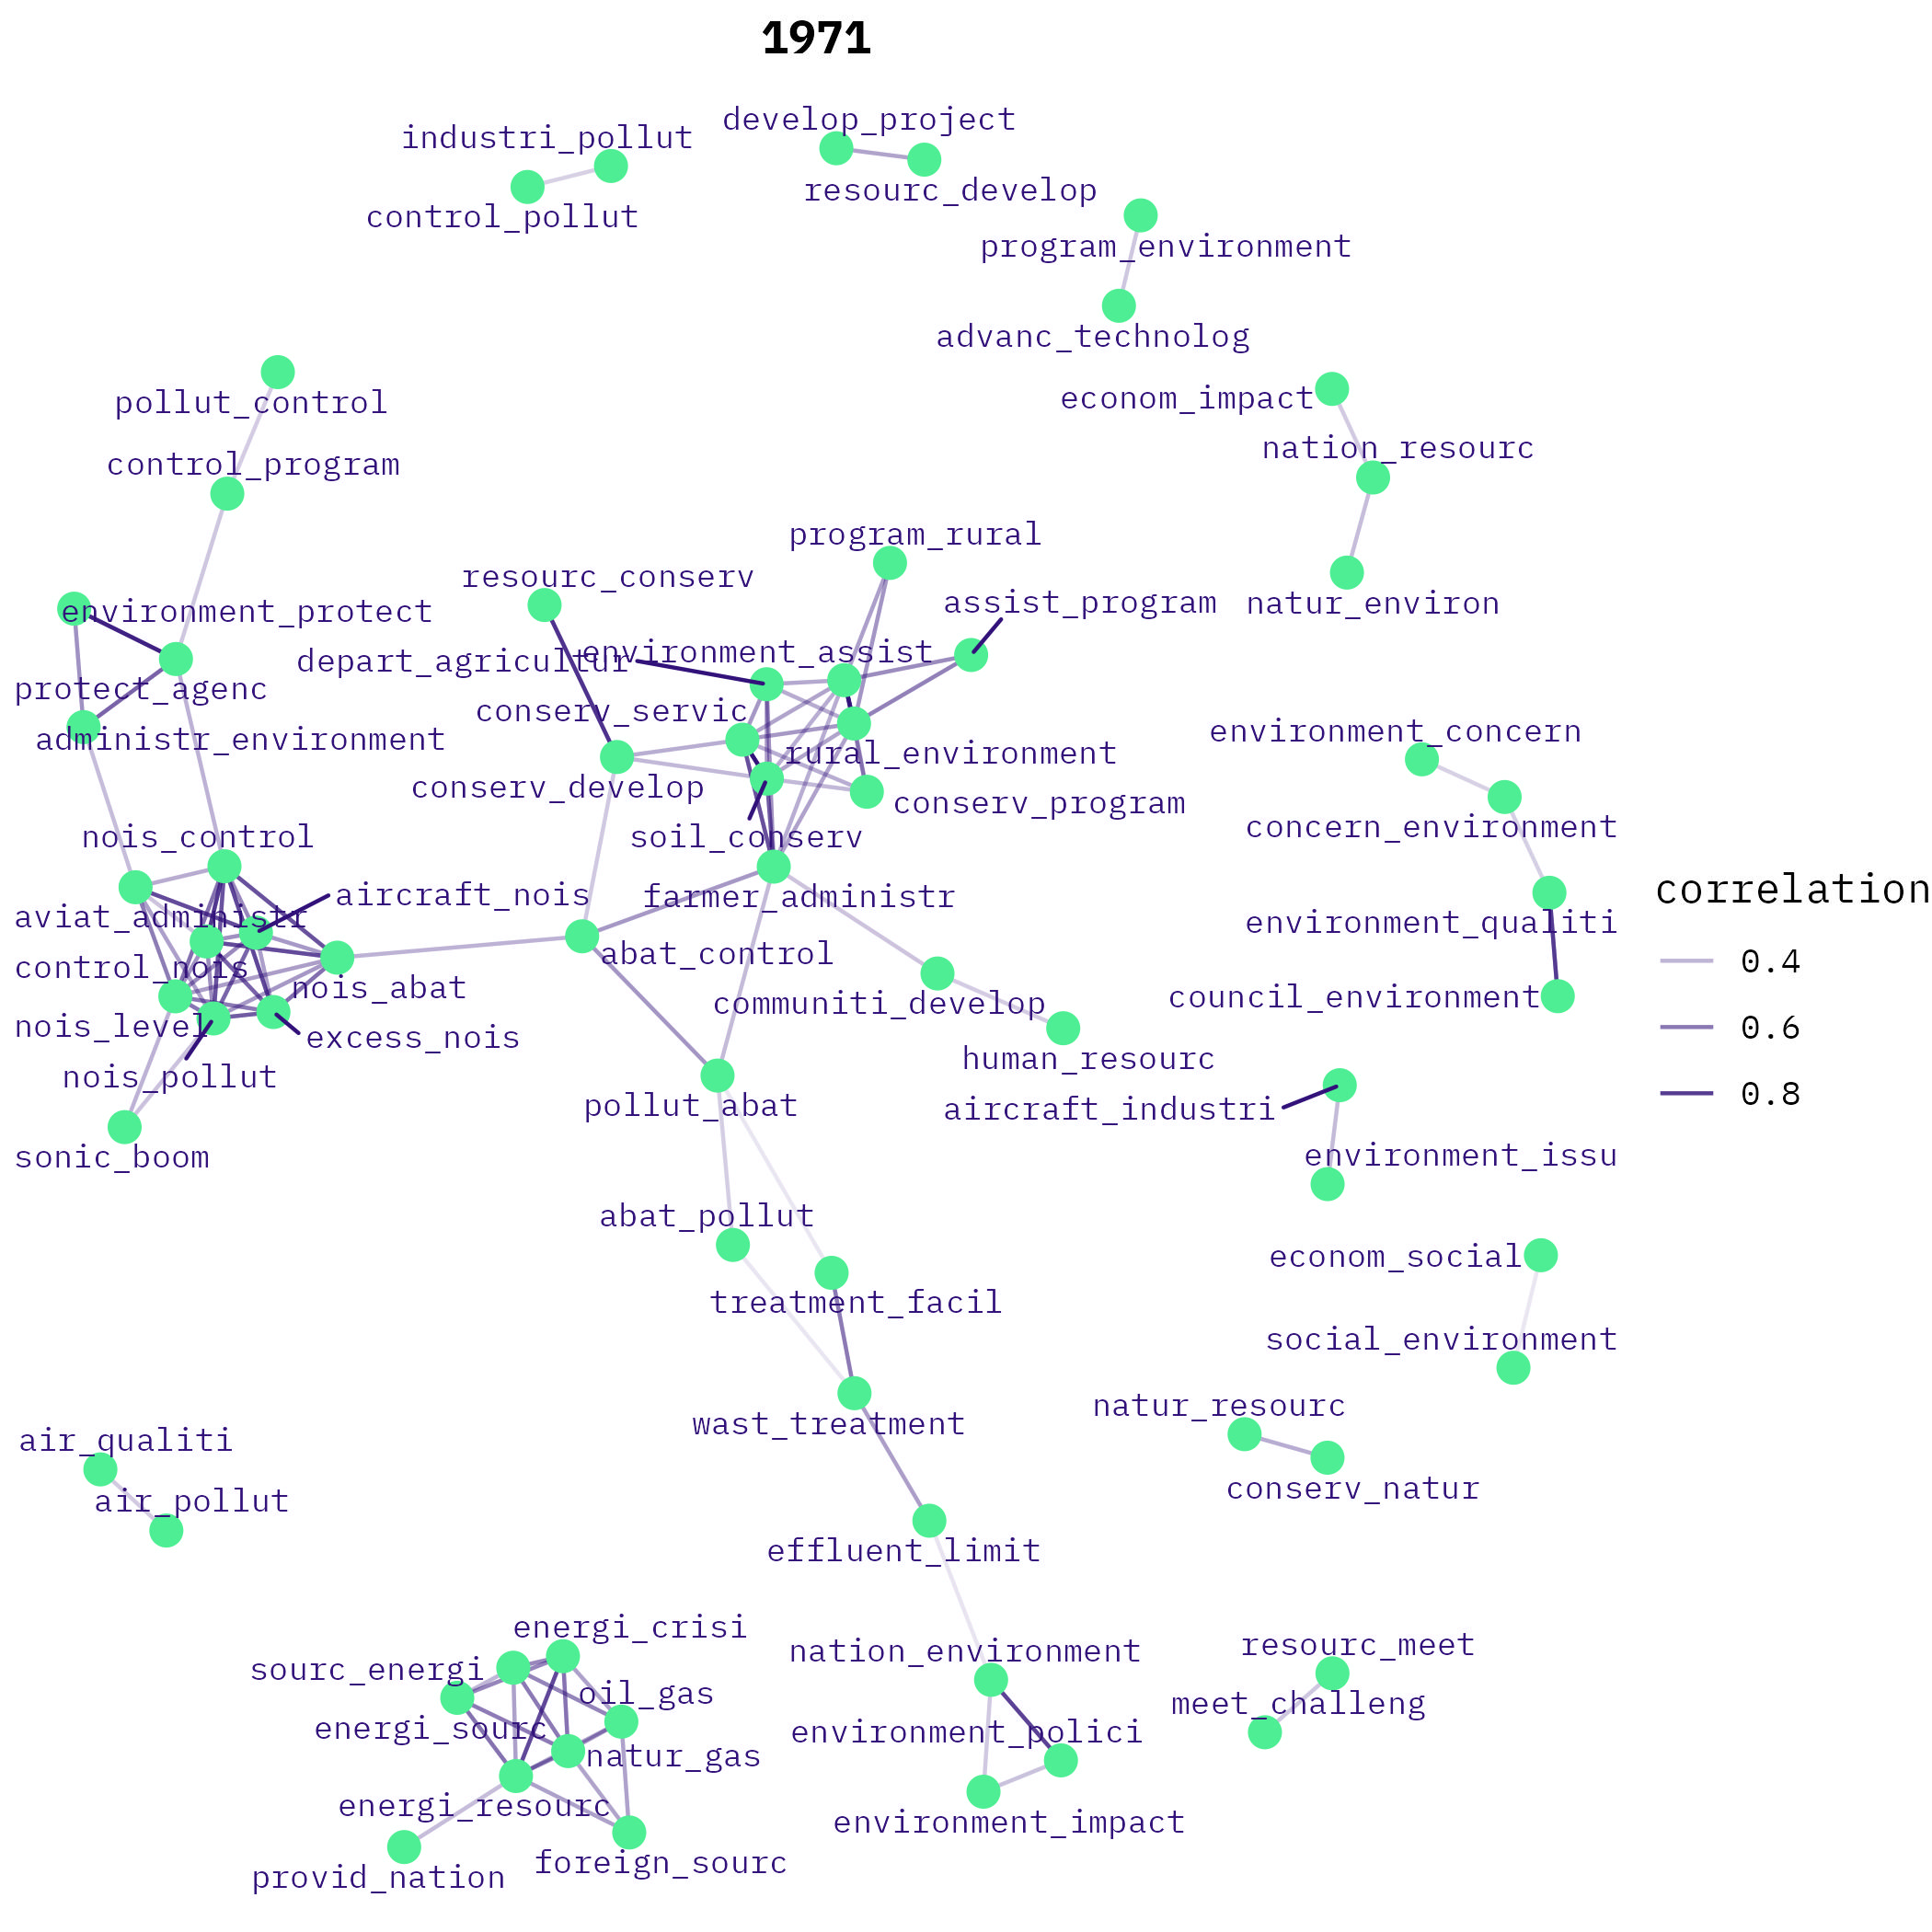 1971
develop_project
industri_pollut
resourc_develop
control_pollut
program_environment
advanc_technolog
econom_impact
pollut_control
nation_resourc
control_program
program_rural
resourc_conserv
assist_program
natur_environ
environment_protect
environment_assist
depart_agricultur
protect_agenc
conserv_servic
environment_concern
administr_environment
rural_environment
conserv_develop
conserv_program
concern_environment
nois_control
soil_conserv
correlation
aircraft_nois
farmer_administr
aviat_administr
environment_qualiti
abat_control
0.4
control_nois
nois_abat
communiti_develop
council_environment
nois_level
0.6
excess_nois
human_resourc
nois_pollut
0.8
pollut_abat
aircraft_industri
sonic_boom
environment_issu
abat_pollut
econom_social
treatment_facil
social_environment
natur_resourc
wast_treatment
air_qualiti
conserv_natur
air_pollut
effluent_limit
energi_crisi
resourc_meet
nation_environment
sourc_energi
oil_gas
meet_challeng
energi_sourc
environment_polici
natur_gas
energi_resourc
environment_impact
foreign_sourc
provid_nation